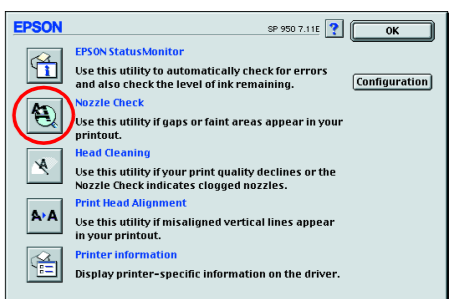 EPSON
SP 950 7.11E
?
OK
EPSON StatusMonitor
Use this utility to automatically check for errors
and also check the level of ink remaining.
Configuration
Nozzle Check
Use this utility if gaps or faint areas appear in your
printout.
Head Cleaning
Use this utility if your print quality declines or the
Nozzle Check indicates clogged nozzles.
Print Head Alignment
Use this utility if misaligned vertical lines appear
in your printout.
Printer information
Display printer-specific information on the driver.